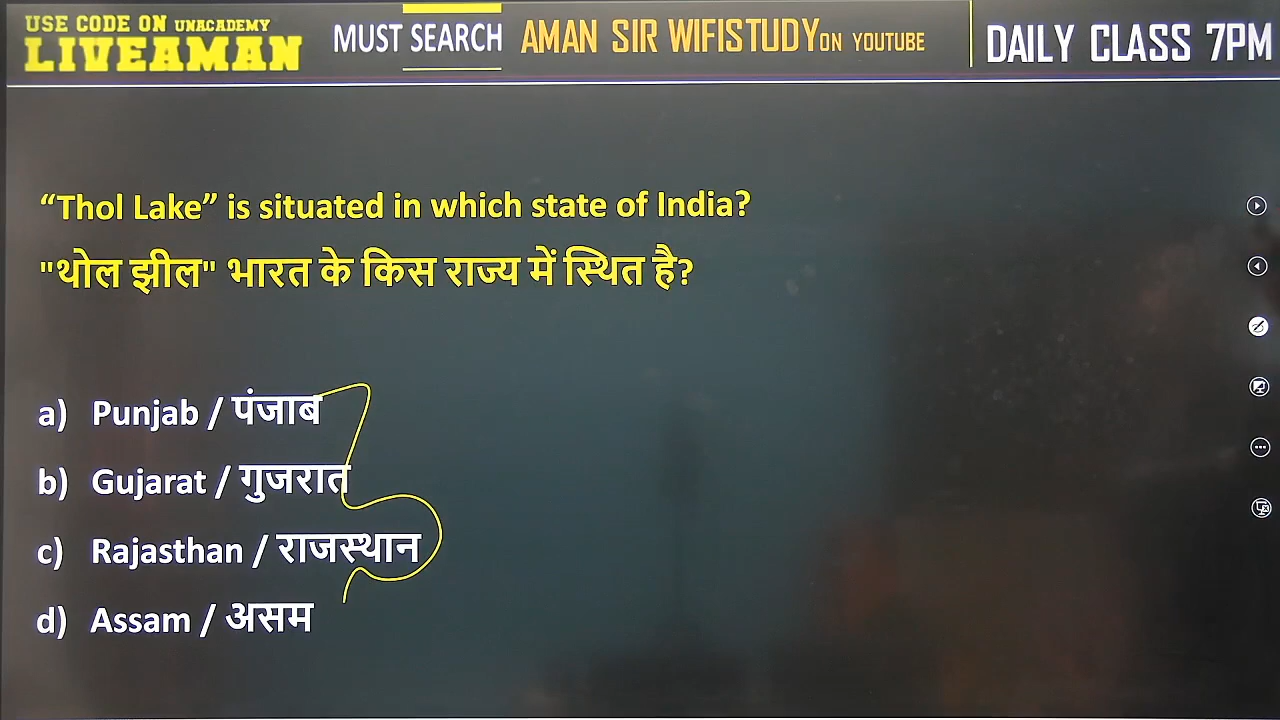 USE CODE ON UNACADEMY
LIVEAMAN
MUST SEARCH AMAN SIR WIFISTUDY ON YOUTUBE
DAILY CLASS 7PM
“Thol Lake” is situated in which state of India?
"थोल झील" भारत के किस राज्य में स्थित है?
a) Punjab / पंजाब
b) Gujarat / गुजरात
c) Rajasthan / राजस्थान
d) Assam / असम